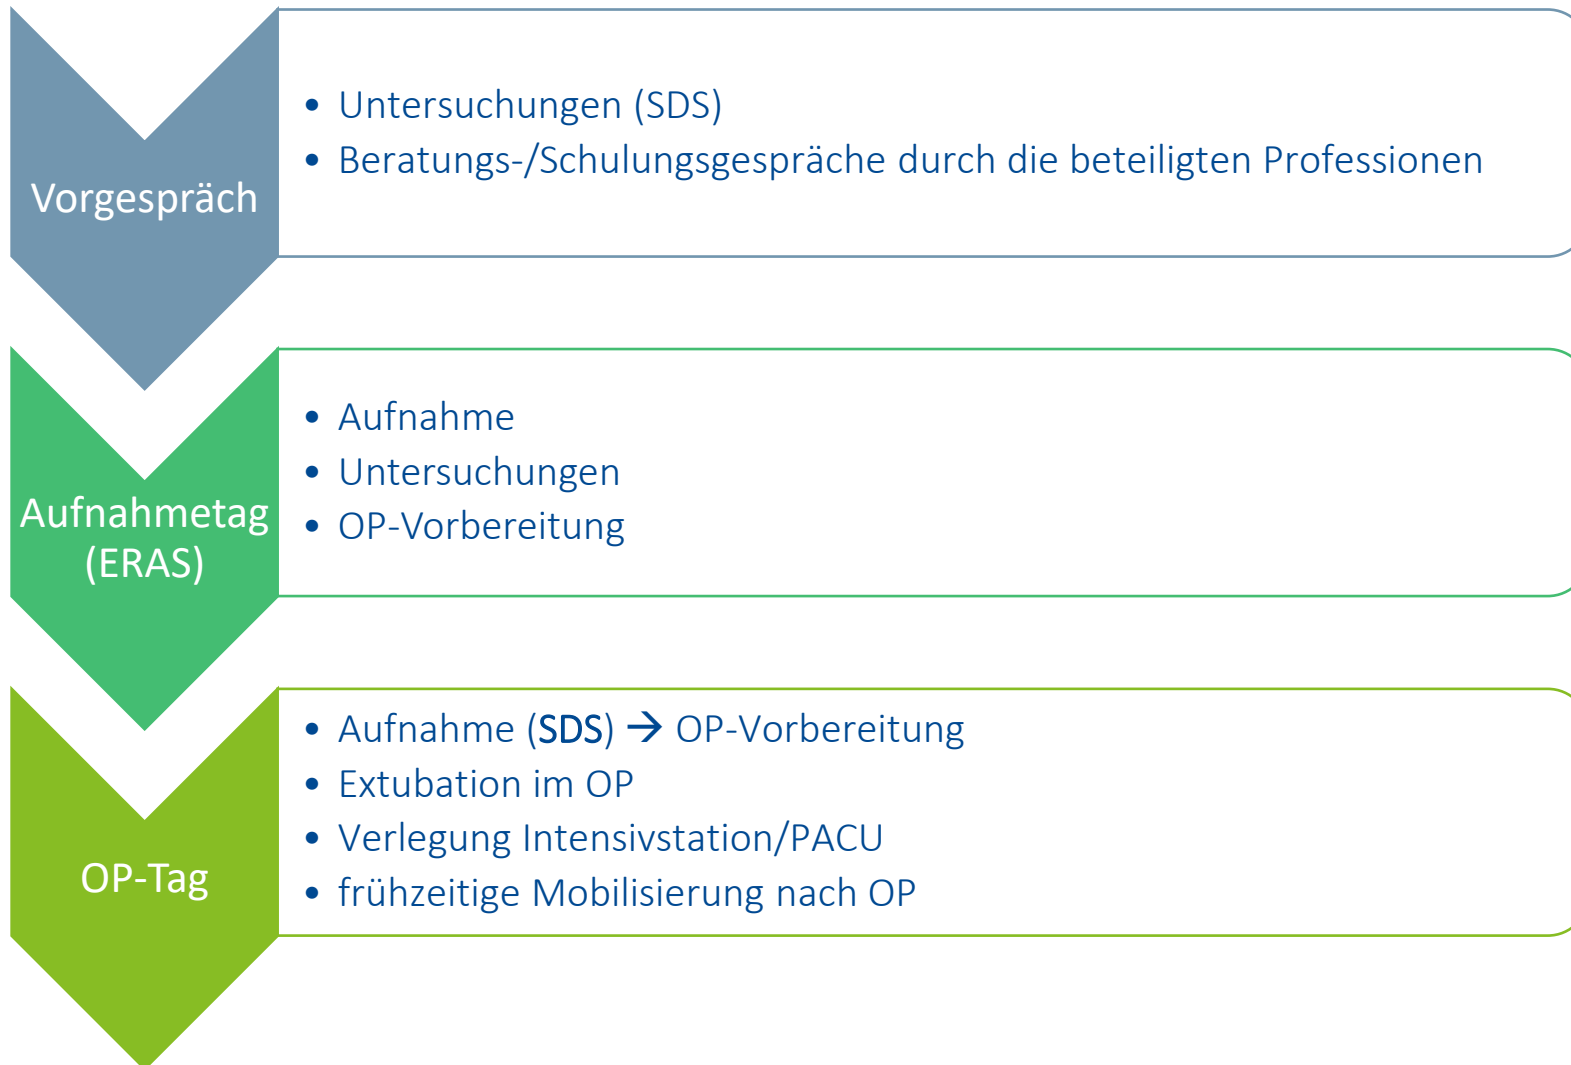 Vorgespräch
• Untersuchungen (SDS)
• Beratungs-/Schulungsgespräche durch die beteiligten Professionen
Aufnahmetag
(ERAS)
• Aufnahme
• Untersuchungen
• OP-Vorbereitung
OP-Tag
• Aufnahme (SDS) → OP-Vorbereitung
• Extubation im OP
• Verlegung Intensivstation/PACU
• frühzeitige Mobilisierung nach OP